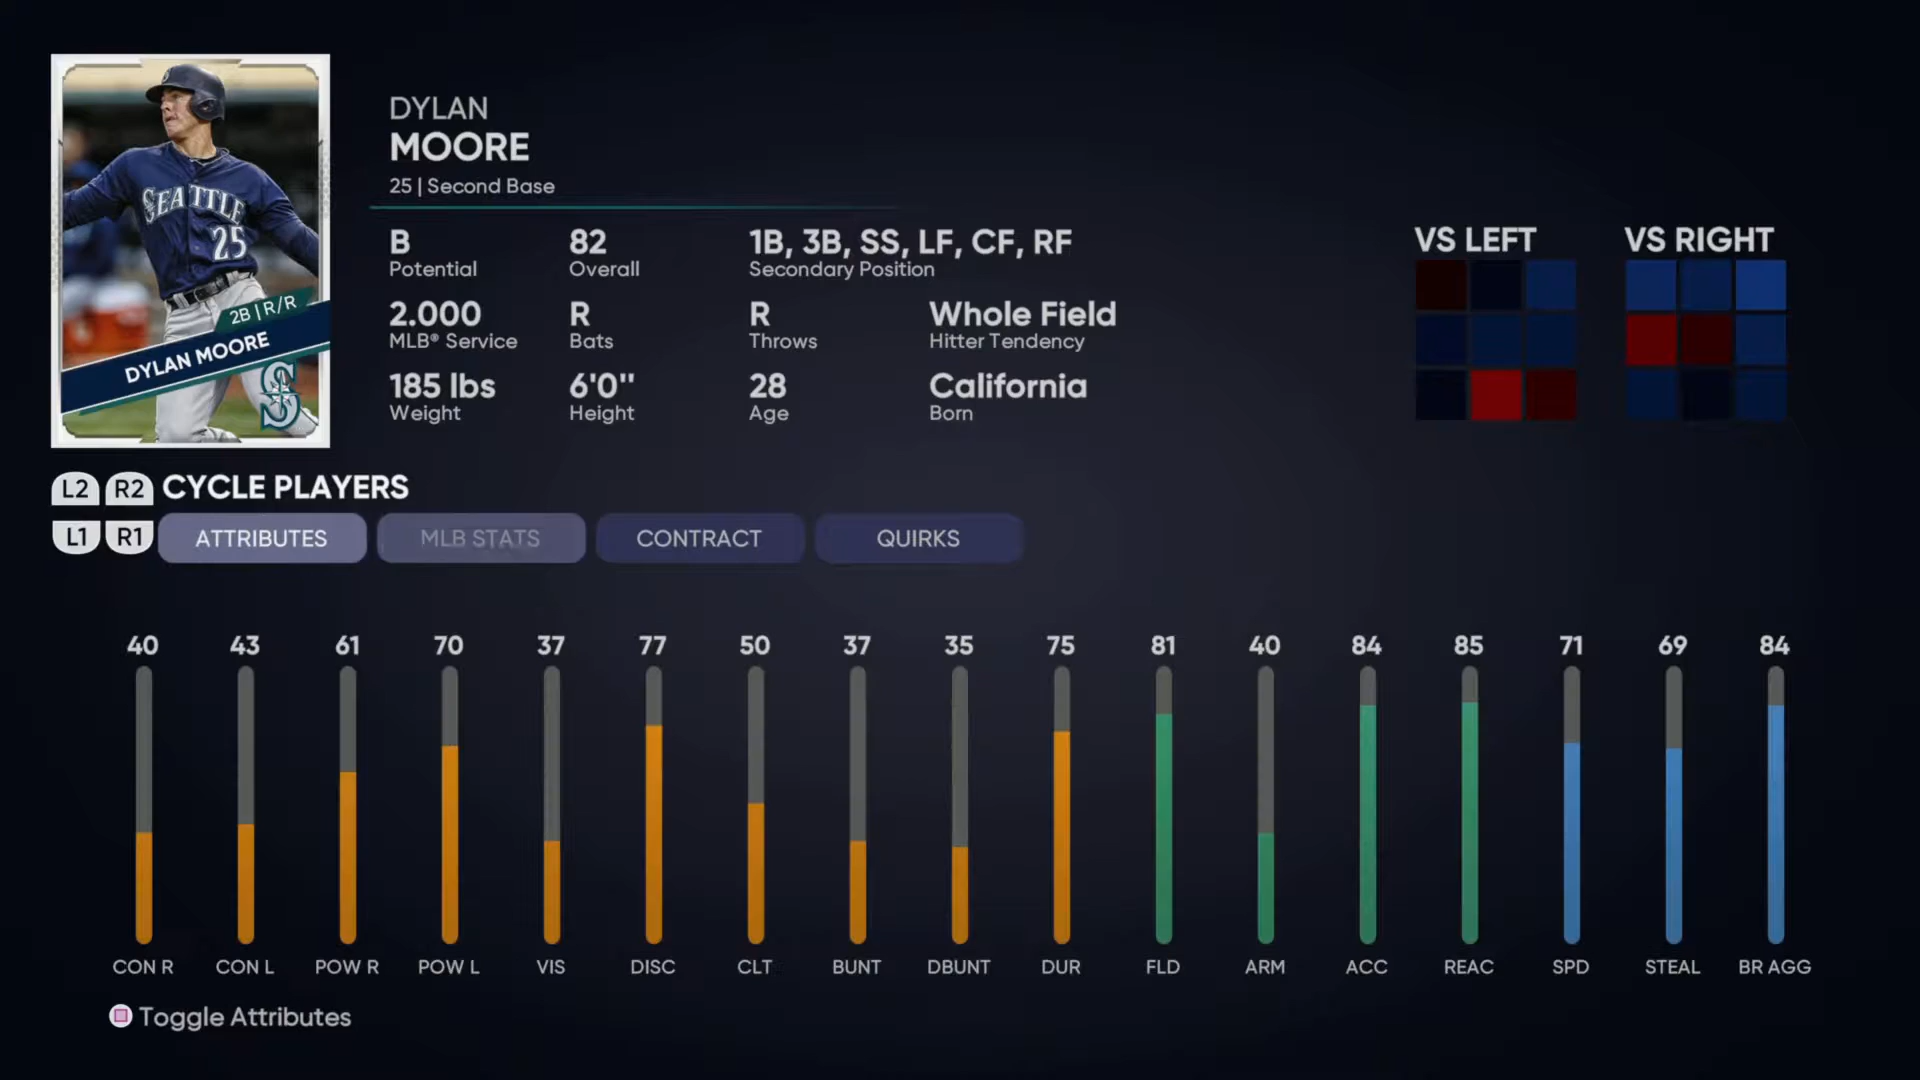 DYLAN
MOORE
25 | Second Base
B
Potential
82
Overall
1B, 3B, SS, LF, CF, RF
Secondary Position
2.000
MLB® Service
R
Bats
R
Throws
Whole Field
Hitter Tendency
185 lbs
Weight
6'0"
Height
28
Age
California
Born
VS LEFT
VS RIGHT
SEATTLE
25
2B | R/R
DYLAN MOORE
S
L2 R2 CYCLE PLAYERS
L1 R1 ATTRIBUTES MLB STATS CONTRACT QUIRKS
40 43 61 70 37 77 50 37 35 75 81 40 84 85 71 69 84
CON R CON L POW R POW L VIS DISC CLT BUNT DBUNT DUR FLD ARM ACC REAC SPD STEAL BR AGG
Toggle Attributes